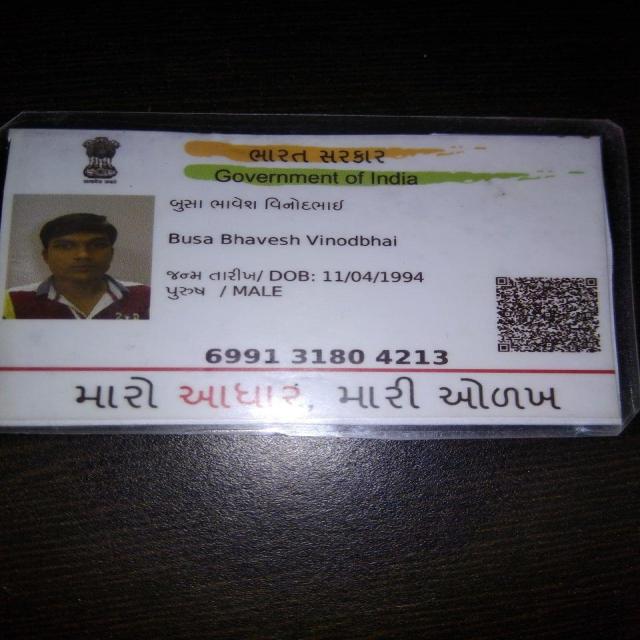 ભારત સરકાર
Government of India
બુસા ભાવેશ વિનોદભાઈ
Busa Bhavesh Vinodbhai
જન્મ તારીખ/ DOB: 11/04/1994
પુરુષ / MALE
6991 3180 4213
મારો આધાર, મારી ઓળખ